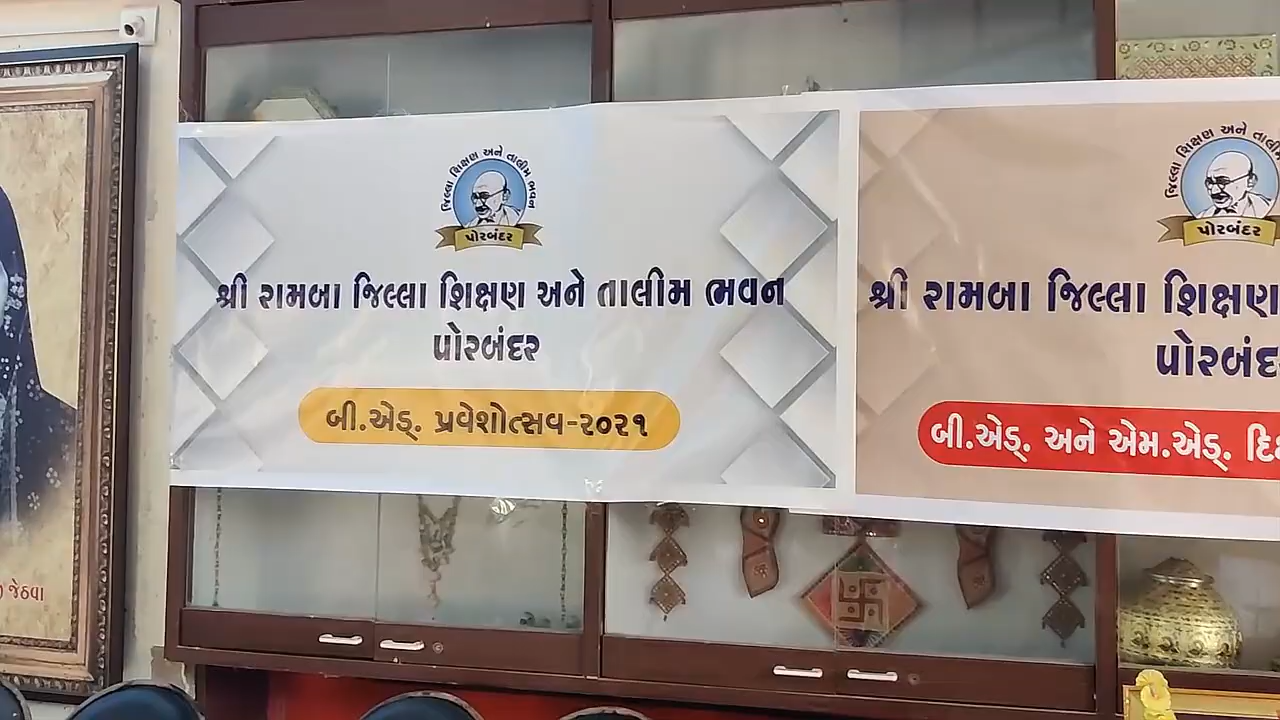 જિલ્લા શિક્ષણ અને તાલીમ ભવન
પોરબંદર
શ્રી રામબા જિલ્લા શિક્ષણ અને તાલીમ ભવન
પોરબંદર
બી.એડ્. પ્રવેશોત્સવ-૨૦૨૧
જિલ્લા શિક્ષણ અને
પોરબંદર
શ્રી રામબા જિલ્લા શિક્ષણ
બી.એડ્. અને એમ.એડ્.
જેઠવા